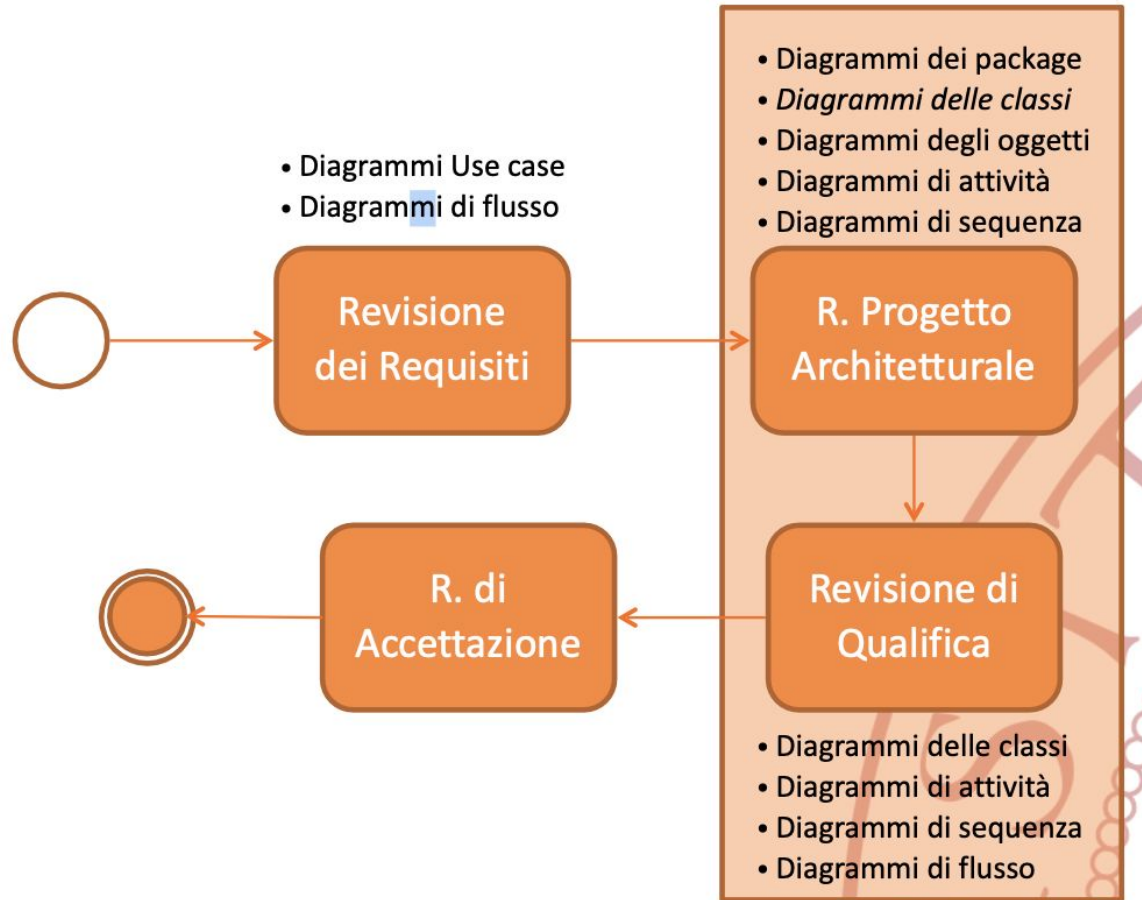 • Diagrammi Use case
• Diagrammi di flusso
Revisione
dei Requisiti
• Diagrammi dei package
• Diagrammi delle classi
• Diagrammi degli oggetti
• Diagrammi di attività
• Diagrammi di sequenza
R. Progetto
Architetturale
Revisione di
Qualifica
• Diagrammi delle classi
• Diagrammi di attività
• Diagrammi di sequenza
• Diagrammi di flusso
R. di
Accettazione